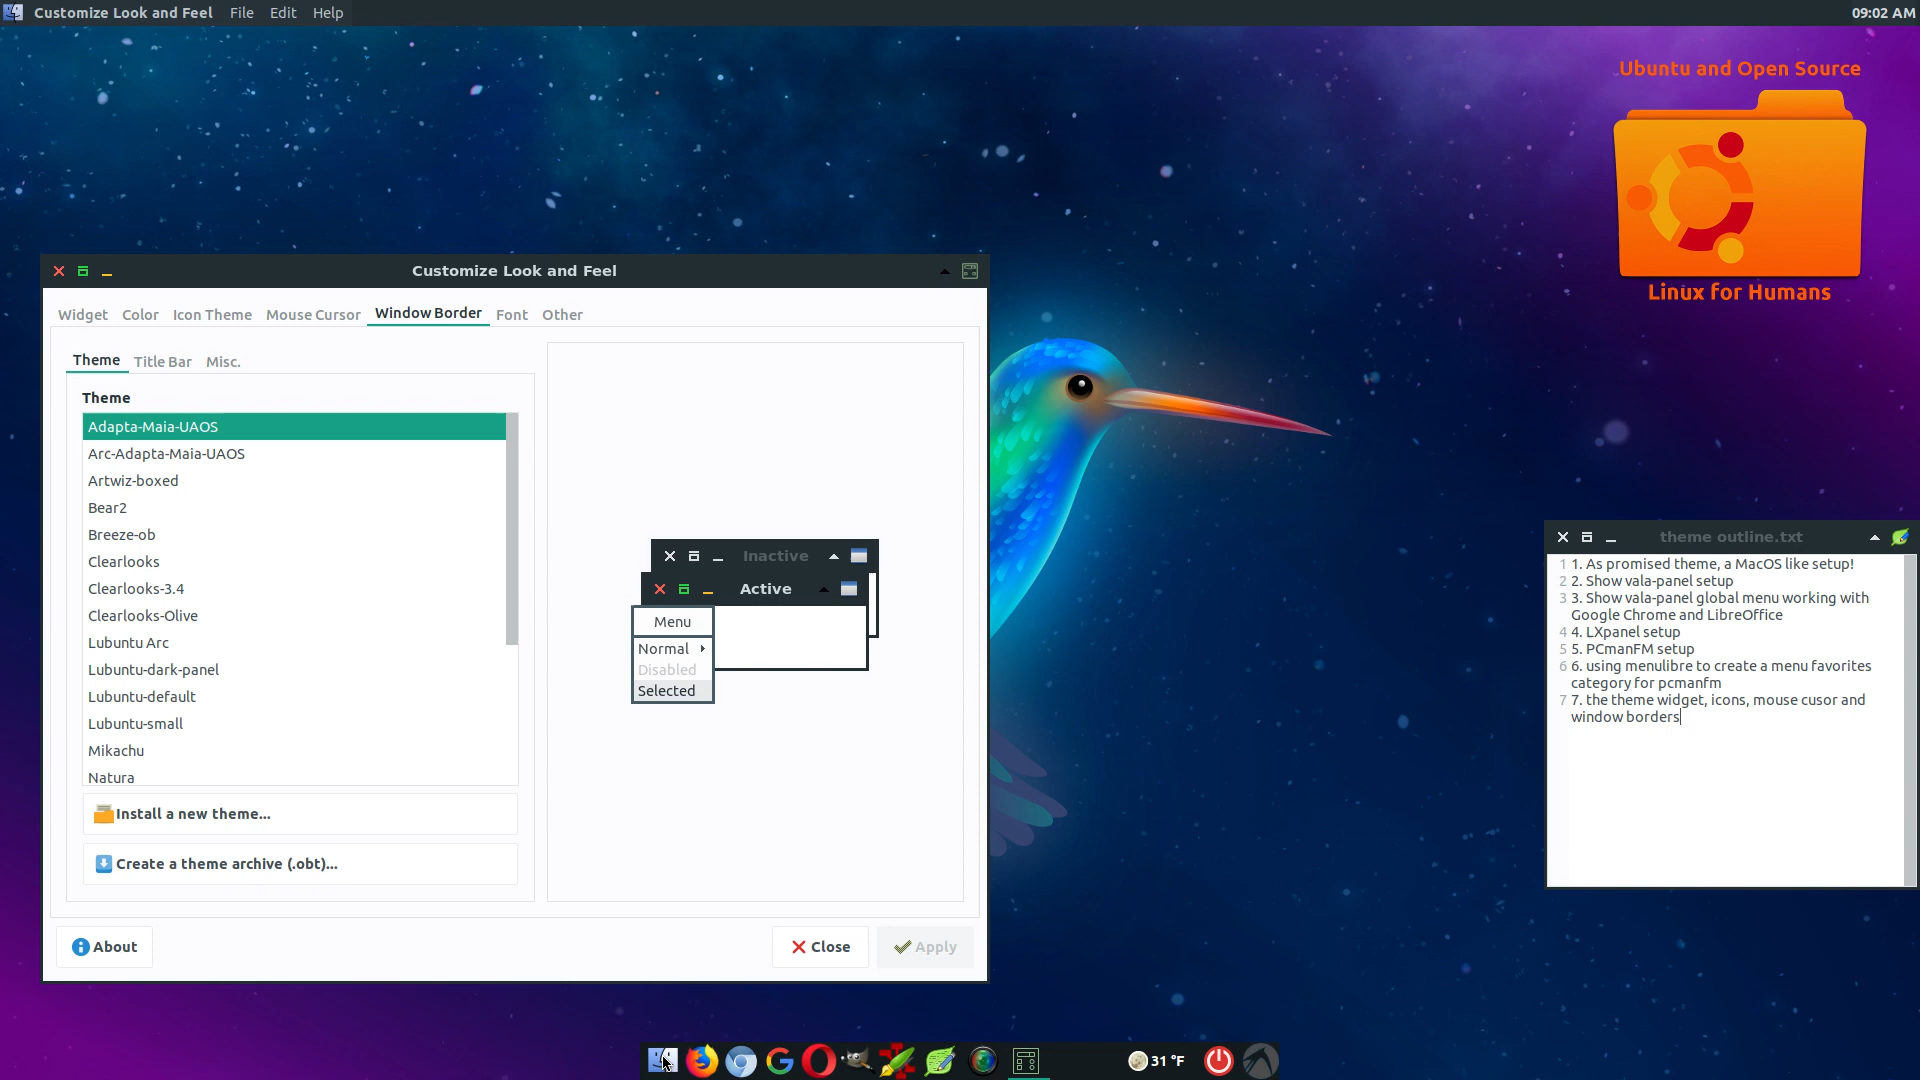 Customize Look and Feel File Edit Help 09:02 AM
Ubuntu and Open Source
Linux for Humans
Customize Look and Feel
Widget Color Icon Theme Mouse Cursor Window Border Font Other
Theme Title Bar Misc.
Theme
Adapta-Maia-UAOS
Arc-Adapta-Maia-UAOS
Artwiz-boxed
Bear2
Breeze-ob
Clearlooks
Clearlooks-3.4
Clearlooks-Olive
Lubuntu Arc
Lubuntu-dark-panel
Lubuntu-default
Lubuntu-small
Mikachu
Natura
Install a new theme...
Create a theme archive (.obt)...
Inactive
Active
Menu
Normal
Disabled
Selected
About Close Apply
theme outline.txt
1 1. As promised theme, a MacOS like setup!
2 2. Show vala-panel setup
3 3. Show vala-panel global menu working with
Google Chrome and LibreOffice
4 4. LXpanel setup
5 5. PCmanFM setup
6 6. using menulibre to create a menu favorites
category for pcmanfm
7 7. the theme widget, icons, mouse cusor and
window borders
31 °F